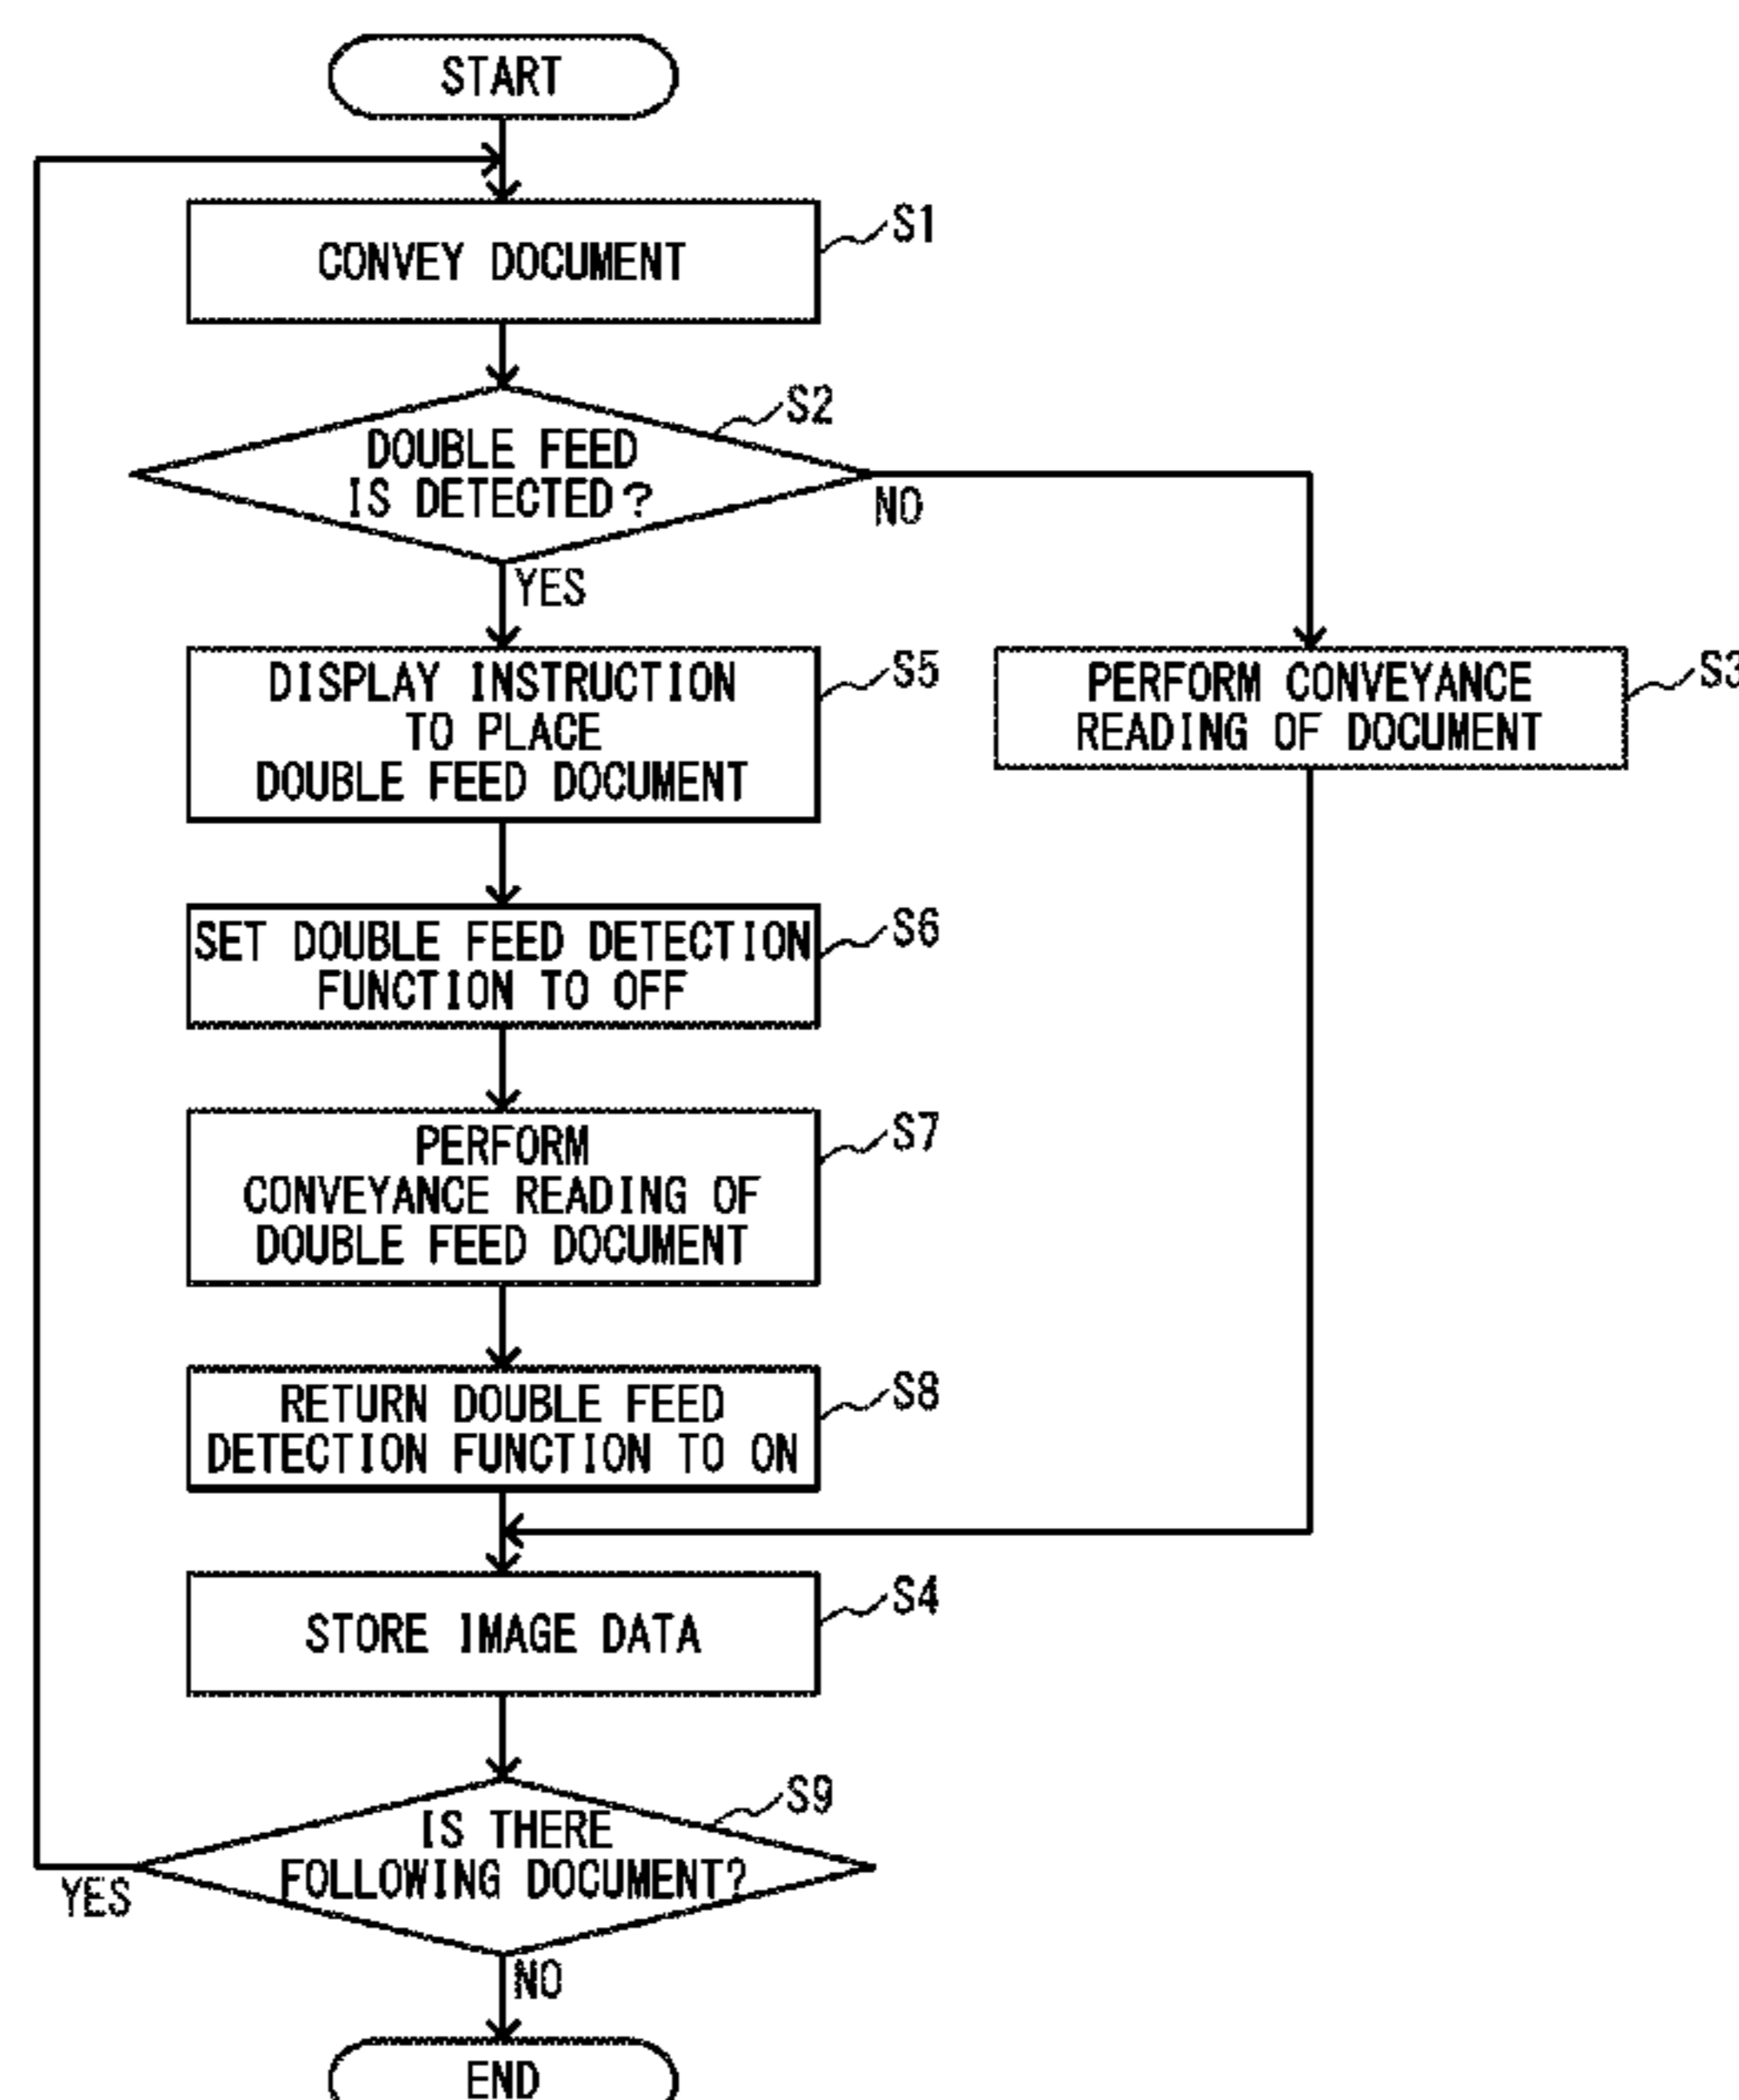 START
CONVEY DOCUMENT
S1
DOUBLE FEED
IS DETECTED?
S2
NO
YES
DISPLAY INSTRUCTION
TO PLACE
DOUBLE FEED DOCUMENT
S5
PERFORM CONVEYANCE
READING OF DOCUMENT
S3
SET DOUBLE FEED DETECTION
FUNCTION TO OFF
S6
PERFORM
CONVEYANCE READING OF
DOUBLE FEED DOCUMENT
S7
RETURN DOUBLE FEED
DETECTION FUNCTION TO ON
S8
STORE IMAGE DATA
S4
IS THERE
FOLLOWING DOCUMENT?
S9
YES
NO
END